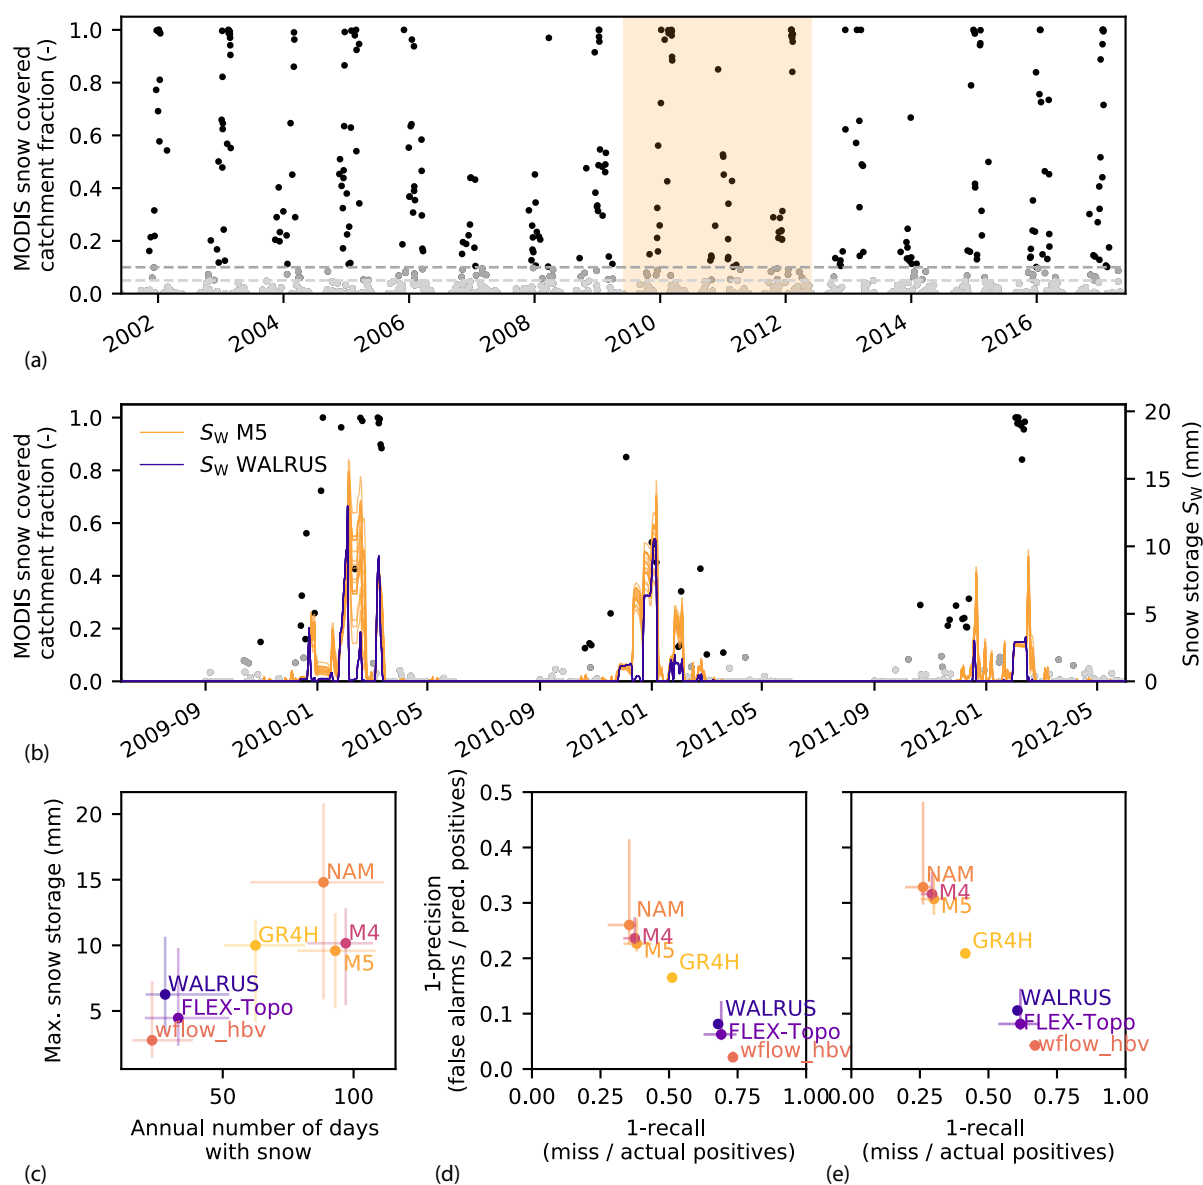 MODIS snow covered
catchment fraction (-)
1.0
0.8
0.6
0.4
0.2
0.0
2002
2004
2006
2008
2010
2012
2014
2016
(a)
MODIS snow covered
catchment fraction (-)
1.0
0.8
0.6
0.4
0.2
0.0
S_W M5
S_W WALRUS
20
15
10
5
0
Snow storage S_W (mm)
2009-09
2010-01
2010-05
2010-09
2011-01
2011-05
2011-09
2012-01
2012-05
(b)
Max. snow storage (mm)
20
15
10
5
NAM
GR4H
M4
M5
WALRUS
FLEX-Topo
wflow_hbv
50
100
Annual number of days
with snow
(c)
1-precision
(false alarms / pred. positives)
0.5
0.4
0.3
0.2
0.1
0.0
NAM
M4
M5
GR4H
WALRUS
FLEX-Topo
wflow_hbv
0.00
0.25
0.50
0.75
1.00
1-recall
(miss / actual positives)
(d)
NAM
M4
M5
GR4H
WALRUS
FLEX-Topo
wflow_hbv
0.00
0.25
0.50
0.75
1.00
1-recall
(miss / actual positives)
(e)